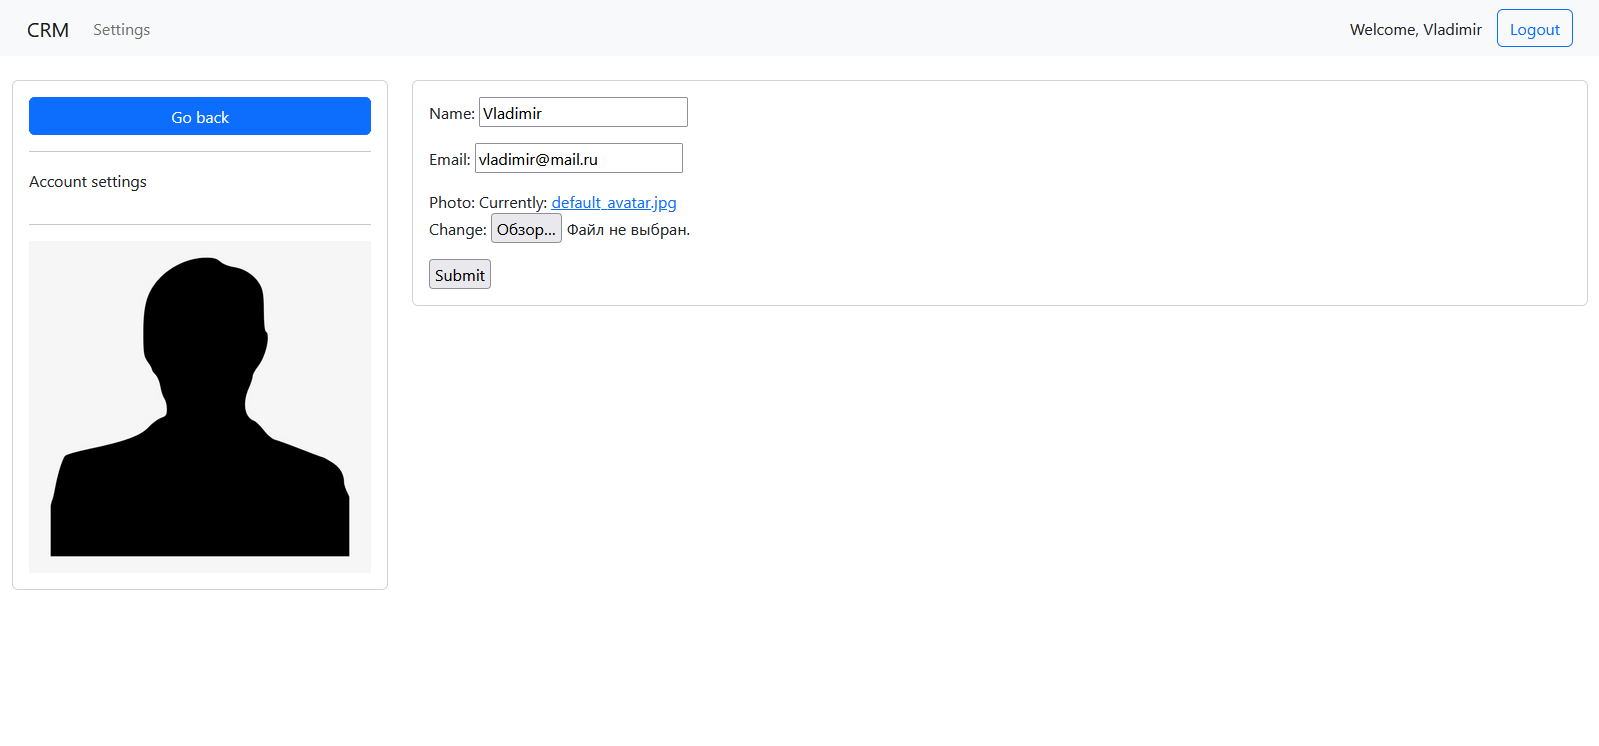 CRM Settings Welcome, Vladimir Logout
Go back
Account settings
Name: Vladimir
Email: vladimir@mail.ru
Photo: Currently: default_avatar.jpg
Change: Обзор... Файл не выбран.
Submit